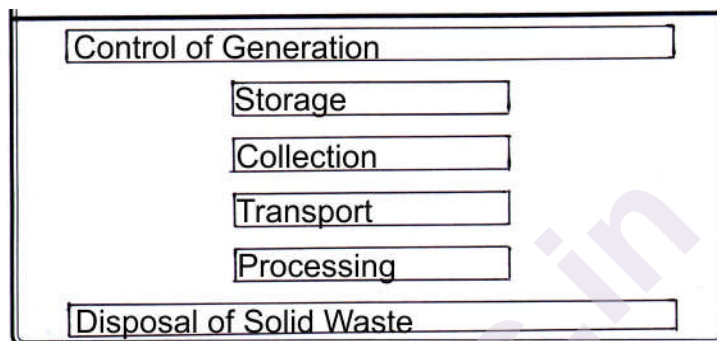 Control of Generation
Storage
Collection
Transport
Processing
Disposal of Solid Waste